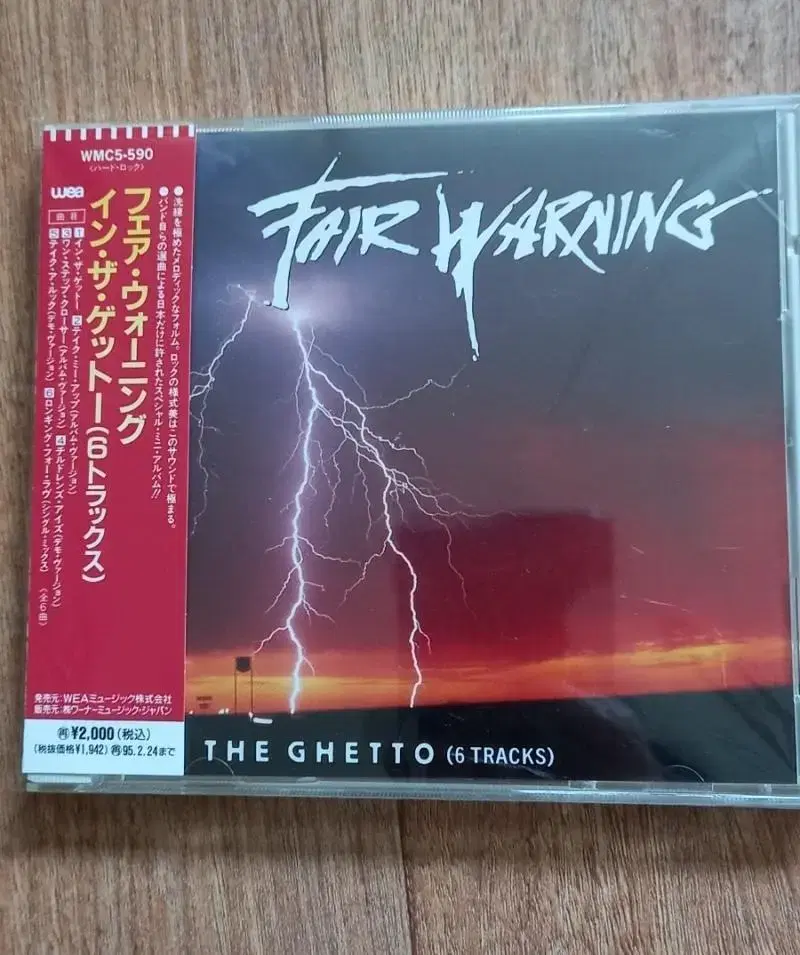 WMC5-590
〈ハード・ロック〉
wea
フェア・ウォーニング
イン・ザ・ゲットー(6トラックス)
●洗練を極めたメロディックなフォルム。ロックの様式美はこのサウンドで極まる。
●バンド自らの選曲による日本だけに許されたスペシャル・ミニ・アルバム!!
曲目
1イン・ザ・ゲットー 2テイク・ミー・アップ(アルバム・ヴァージョン)
3ワン・ステップ・クローサー(アルバム・ヴァージョン) 4チルドレンズ・アイズ(デモ・ヴァージョン)
5テイク・ア・ルック(デモ・ヴァージョン) 6ロンギング・フォー・ラヴ(シングル・ミックス) 〈全6曲〉
発売元:WEAミュージック株式会社
販売元:㈱ワーナーミュージック・ジャパン
㊢¥2,000(税込)
(税抜価格¥1,942)㊢95.2.24まで
FAIR WARNING
THE GHETTO (6 TRACKS)